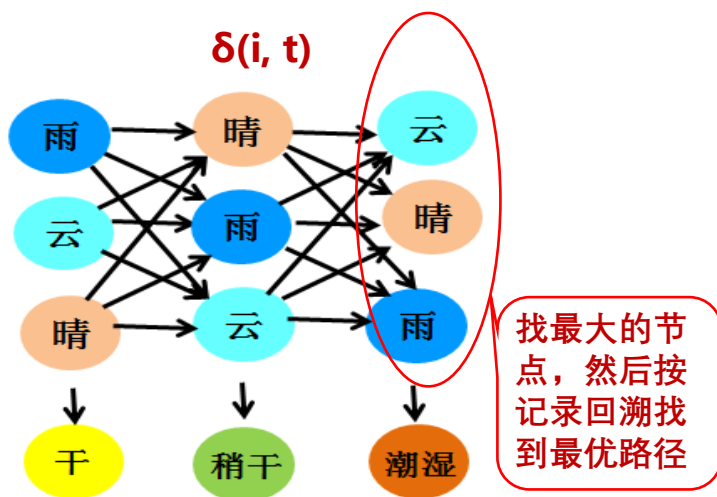 δ(i, t)
雨 晴 云
云 雨 晴
晴 云 雨
找最大的节
点，然后按
记录回溯找
到最优路径
干 稍干 潮湿